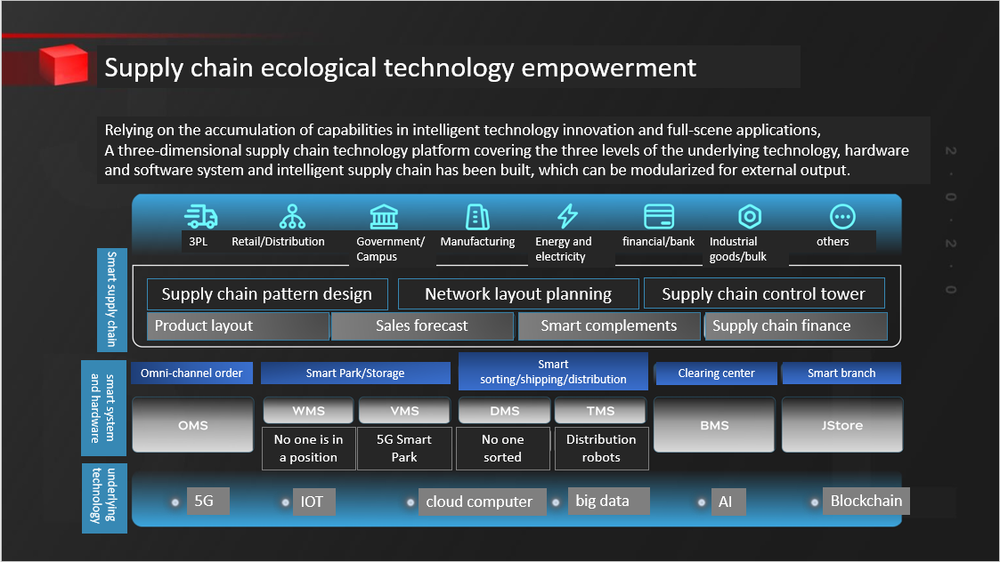 Supply chain ecological technology empowerment
Relying on the accumulation of capabilities in intelligent technology innovation and full-scene applications,
A three-dimensional supply chain technology platform covering the three levels of the underlying technology, hardware
and software system and intelligent supply chain has been built, which can be modularized for external output.
2·0·2·0
3PL
Retail/Distribution
Government/
Campus
Manufacturing
Energy and
electricity
financial/bank
Industrial
goods/bulk
others
Smart supply chain
Supply chain pattern design
Network layout planning
Supply chain control tower
Product layout
Sales forecast
Smart complements
Supply chain finance
smart system
and hardware
Omni-channel order
Smart Park/Storage
Smart
sorting/shipping/distribution
Clearing center
Smart branch
OMS
WMS
VMS
DMS
TMS
BMS
JStore
No one is in
a position
5G Smart
Park
No one
sorted
Distribution
robots
underlying
technology
5G
IOT
cloud computer
big data
AI
Blockchain